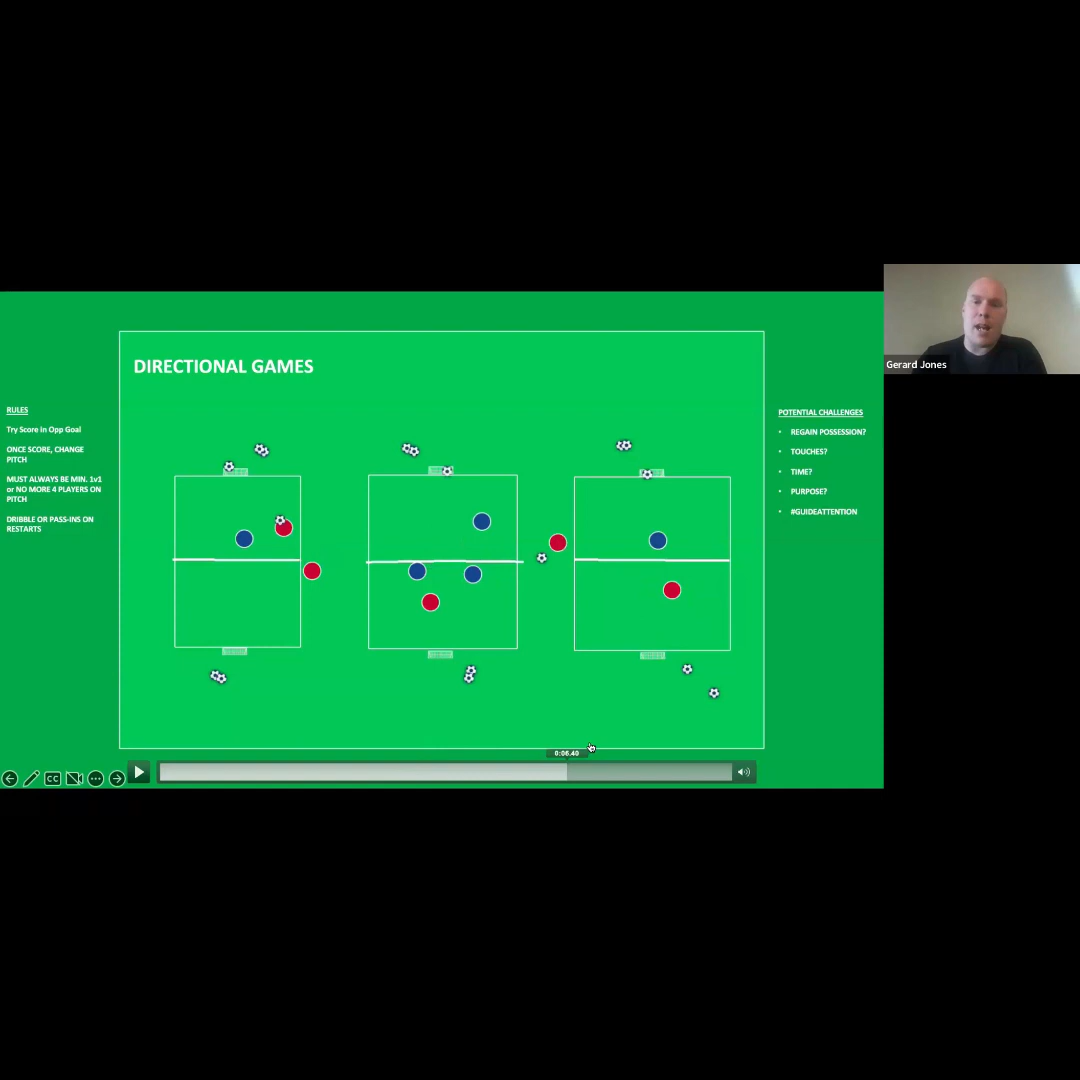 DIRECTIONAL GAMES
RULES
Try Score in Opp Goal
ONCE SCORE, CHANGE
PITCH
MUST ALWAYS BE MIN. 1v1
or NO MORE 4 PLAYERS ON
PITCH
DRIBBLE OR PASS-INS ON
RESTARTS
POTENTIAL CHALLENGES
• REGAIN POSSESSION?
• TOUCHES?
• TIME?
• PURPOSE?
• #GUIDEATTENTION
Gerard Jones
0:06.40
CC